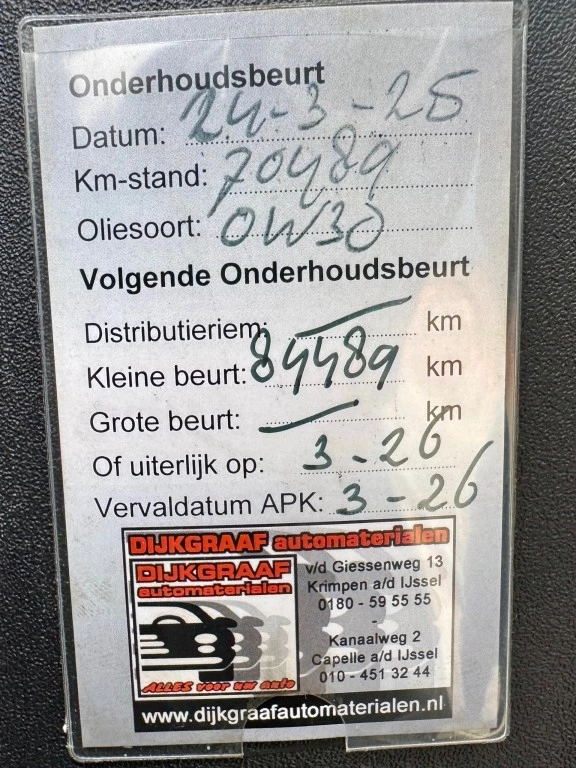 Onderhoudsbeurt
Datum: 24-3-25
Km-stand: 70489
Oliesoort: 0W30
Volgende Onderhoudsbeurt
Distributieriem: — km
Kleine beurt: 84489 km
Grote beurt: — km
Of uiterlijk op: 3-26
Vervaldatum APK: 3-26
DIJKGRAAF automaterialen
DIJKGRAAF
automaterialen
ALLES voor uw auto
v/d Giessenweg 13
Krimpen a/d IJssel
0180 - 59 55 55
-
Kanaalweg 2
Capelle a/d IJssel
010 - 451 32 44
www.dijkgraafautomaterialen.nl